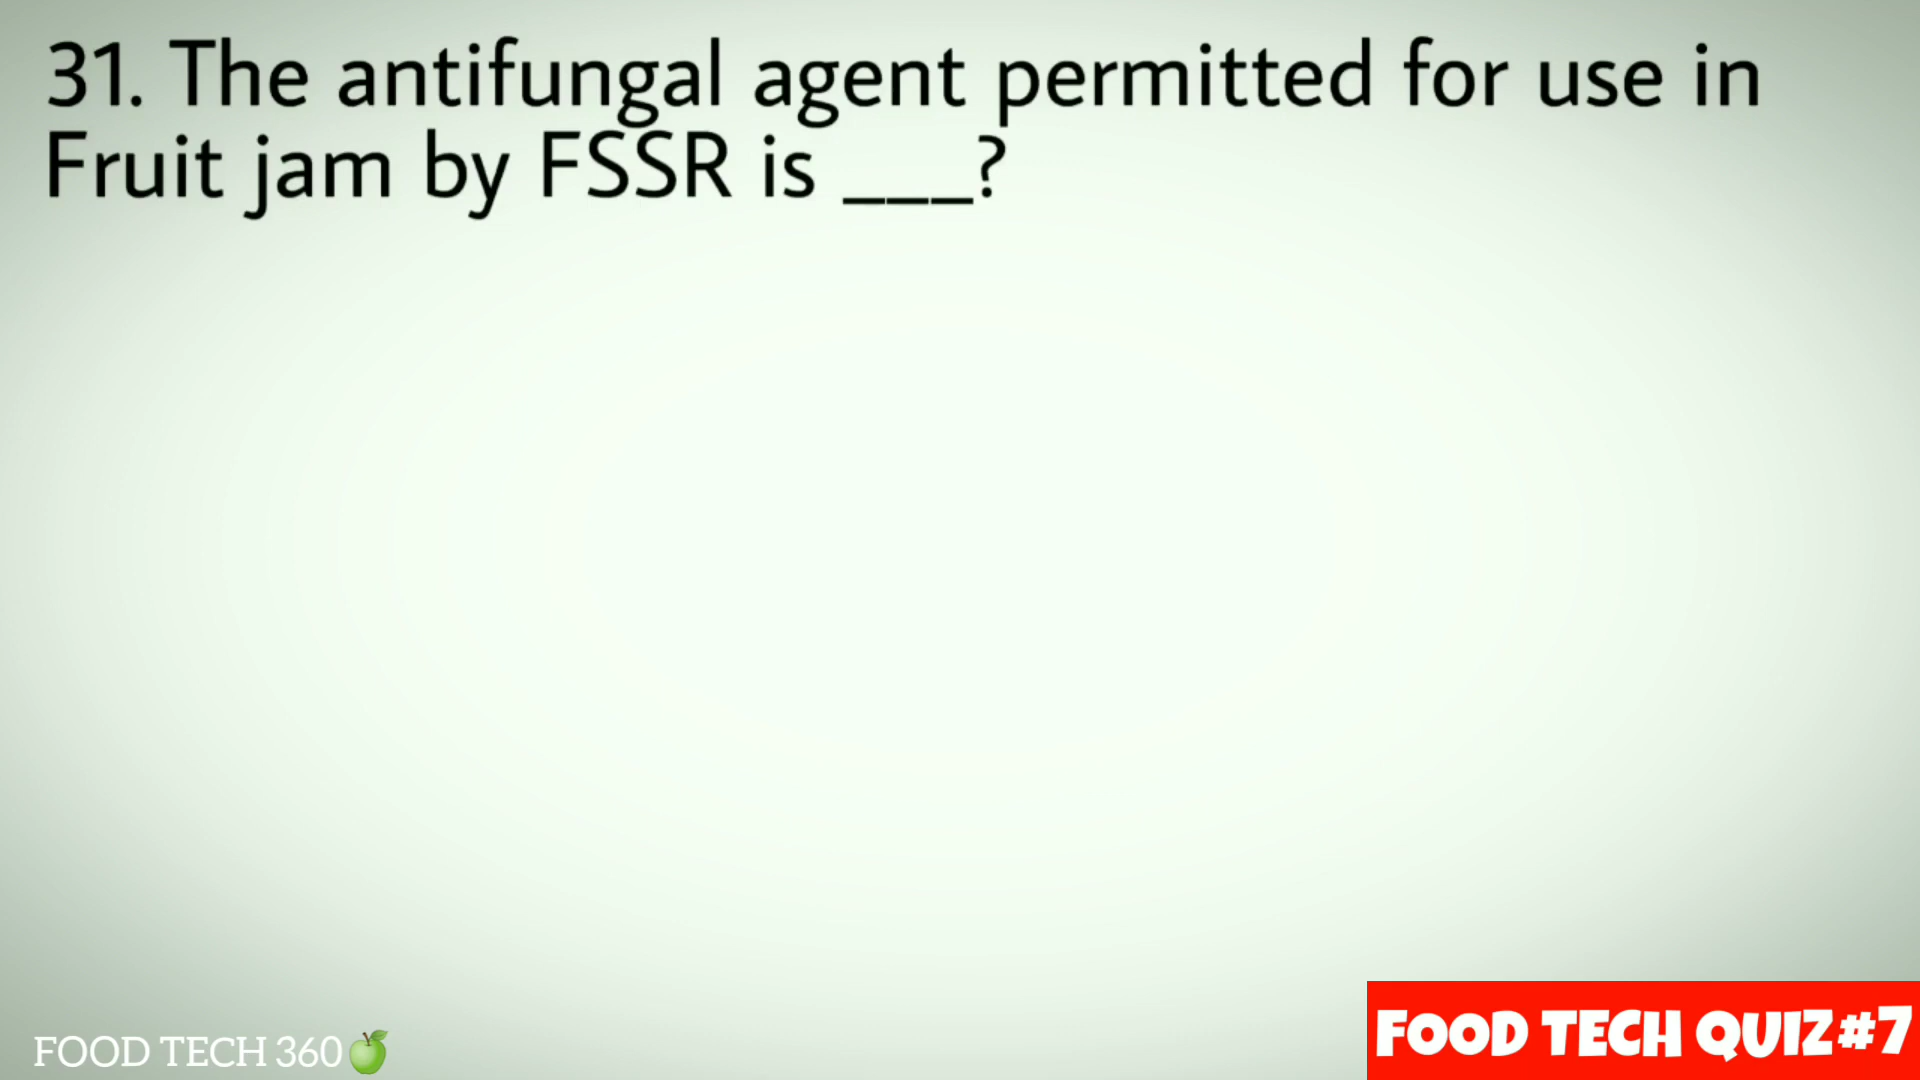 31. The antifungal agent permitted for use in
Fruit jam by FSSR is ___?
FOOD TECH 360
FOOD TECH QUIZ#7